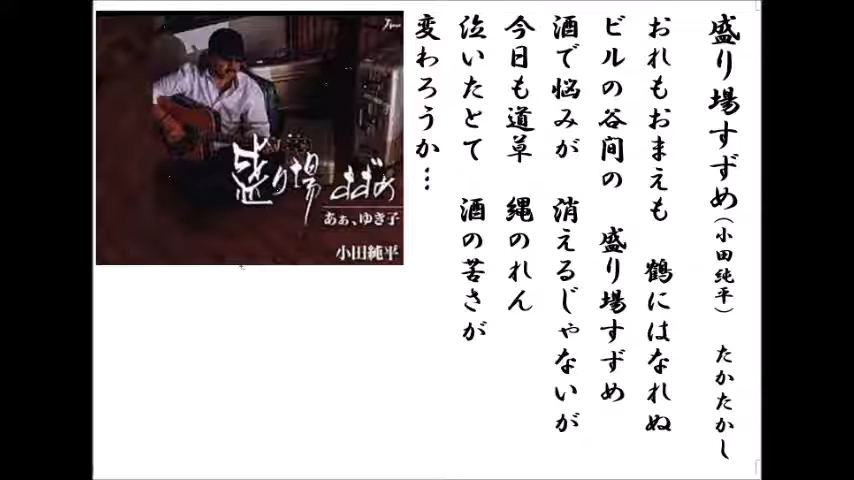 盛り場すずめ(小田純平) たかたかし
おれもおまえも 鶴にはなれぬ
ビルの谷間の 盛り場すずめ
酒で悩みが 消えるじゃないが
今日も道草 縄のれん
泣いたとて 酒の苦さが
変わろうか…
盛り場 すずめ
あぁ、ゆき子
小田純平